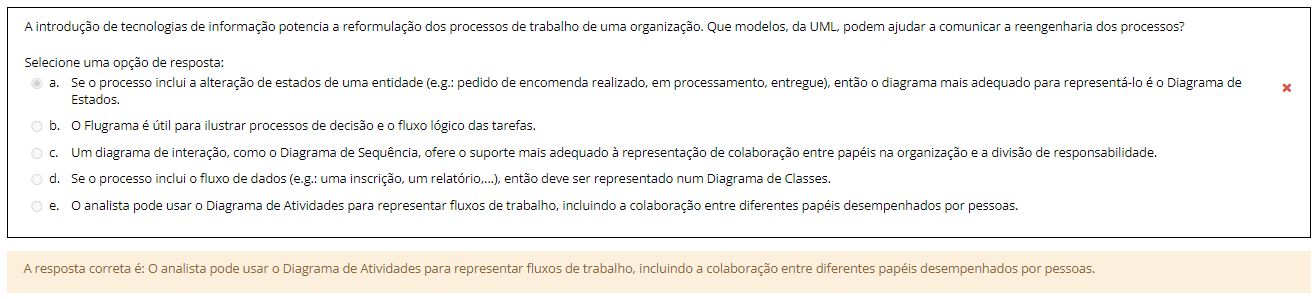 A introdução de tecnologias de informação potencia a reformulação dos processos de trabalho de uma organização. Que modelos, da UML, podem ajudar a comunicar a reengenharia dos processos?
Selecione uma opção de resposta:
a. Se o processo inclui a alteração de estados de uma entidade (e.g.: pedido de encomenda realizado, em processamento, entregue), então o diagrama mais adequado para representá-lo é o Diagrama de
Estados.
b. O Flugrama é útil para ilustrar processos de decisão e o fluxo lógico das tarefas.
c. Um diagrama de interação, como o Diagrama de Sequência, ofere o suporte mais adequado à representação de colaboração entre papéis na organização e a divisão de responsabilidade.
d. Se o processo inclui o fluxo de dados (e.g.: uma inscrição, um relatório,...), então deve ser representado num Diagrama de Classes.
e. O analista pode usar o Diagrama de Atividades para representar fluxos de trabalho, incluindo a colaboração entre diferentes papéis desempenhados por pessoas.
A resposta correta é: O analista pode usar o Diagrama de Atividades para representar fluxos de trabalho, incluindo a colaboração entre diferentes papéis desempenhados por pessoas.